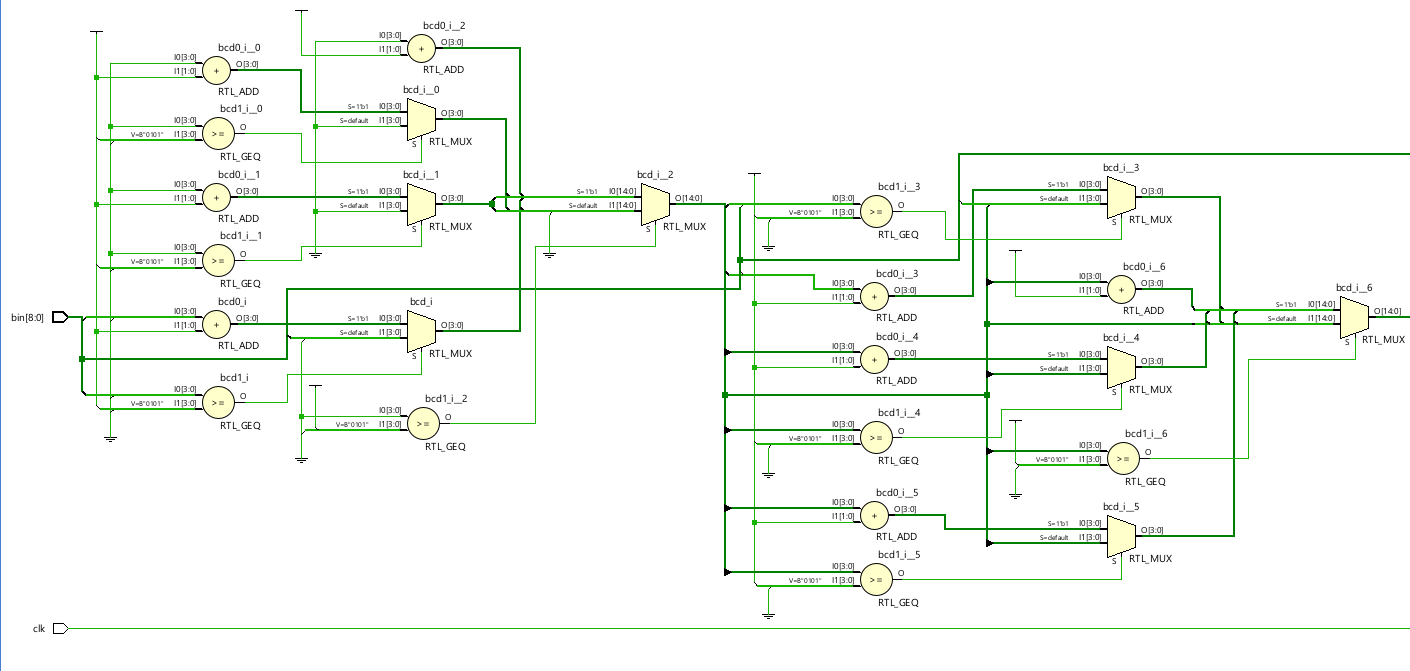 bcd0_i__2
I0[3:0]
I1[1:0]
O[3:0]
+
RTL_ADD
bcd0_i__0
I0[3:0]
I1[1:0]
O[3:0]
+
RTL_ADD
bcd_i__0
S=1'b1 I0[3:0]
S=default I1[3:0]
O[3:0]
S
RTL_MUX
bcd1_i__0
I0[3:0]
V=B"0101" I1[3:0]
O
>=
RTL_GEQ
bcd0_i__1
I0[3:0]
I1[1:0]
O[3:0]
+
RTL_ADD
bcd_i__1
S=1'b1 I0[3:0]
S=default I1[3:0]
O[3:0]
S
RTL_MUX
bcd1_i__1
I0[3:0]
V=B"0101" I1[3:0]
O
>=
RTL_GEQ
bin[8:0]
bcd0_i
I0[3:0]
I1[1:0]
O[3:0]
+
RTL_ADD
bcd_i
S=1'b1 I0[3:0]
S=default I1[3:0]
O[3:0]
S
RTL_MUX
bcd1_i
I0[3:0]
V=B"0101" I1[3:0]
O
>=
RTL_GEQ
bcd1_i__2
I0[3:0]
V=B"0101" I1[3:0]
O
>=
RTL_GEQ
bcd_i__2
S=1'b1 I0[14:0]
S=default I1[14:0]
O[14:0]
S
RTL_MUX
bcd1_i__3
I0[3:0]
V=B"0101" I1[3:0]
O
>=
RTL_GEQ
bcd0_i__3
I0[3:0]
I1[1:0]
O[3:0]
+
RTL_ADD
bcd0_i__4
I0[3:0]
I1[1:0]
O[3:0]
+
RTL_ADD
bcd1_i__4
I0[3:0]
V=B"0101" I1[3:0]
O
>=
RTL_GEQ
bcd0_i__5
I0[3:0]
I1[1:0]
O[3:0]
+
RTL_ADD
bcd1_i__5
I0[3:0]
V=B"0101" I1[3:0]
O
>=
RTL_GEQ
bcd_i__3
S=1'b1 I0[3:0]
S=default I1[3:0]
O[3:0]
S
RTL_MUX
bcd0_i__6
I0[3:0]
I1[1:0]
O[3:0]
+
RTL_ADD
bcd_i__4
S=1'b1 I0[3:0]
S=default I1[3:0]
O[3:0]
S
RTL_MUX
bcd1_i__6
I0[3:0]
V=B"0101" I1[3:0]
O
>=
RTL_GEQ
bcd_i__5
S=1'b1 I0[3:0]
S=default I1[3:0]
O[3:0]
S
RTL_MUX
bcd_i__6
S=1'b1 I0[14:0]
S=default I1[14:0]
O[14:0]
S
RTL_MUX
clk